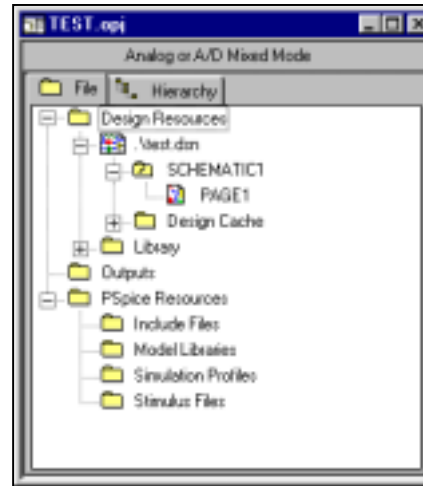 TEST.opj
Analog or A/D Mixed Mode
File Hierarchy
Design Resources
.\test.dsn
SCHEMATIC1
PAGE1
Design Cache
Library
Outputs
PSpice Resources
Include Files
Model Libraries
Simulation Profiles
Stimulus Files